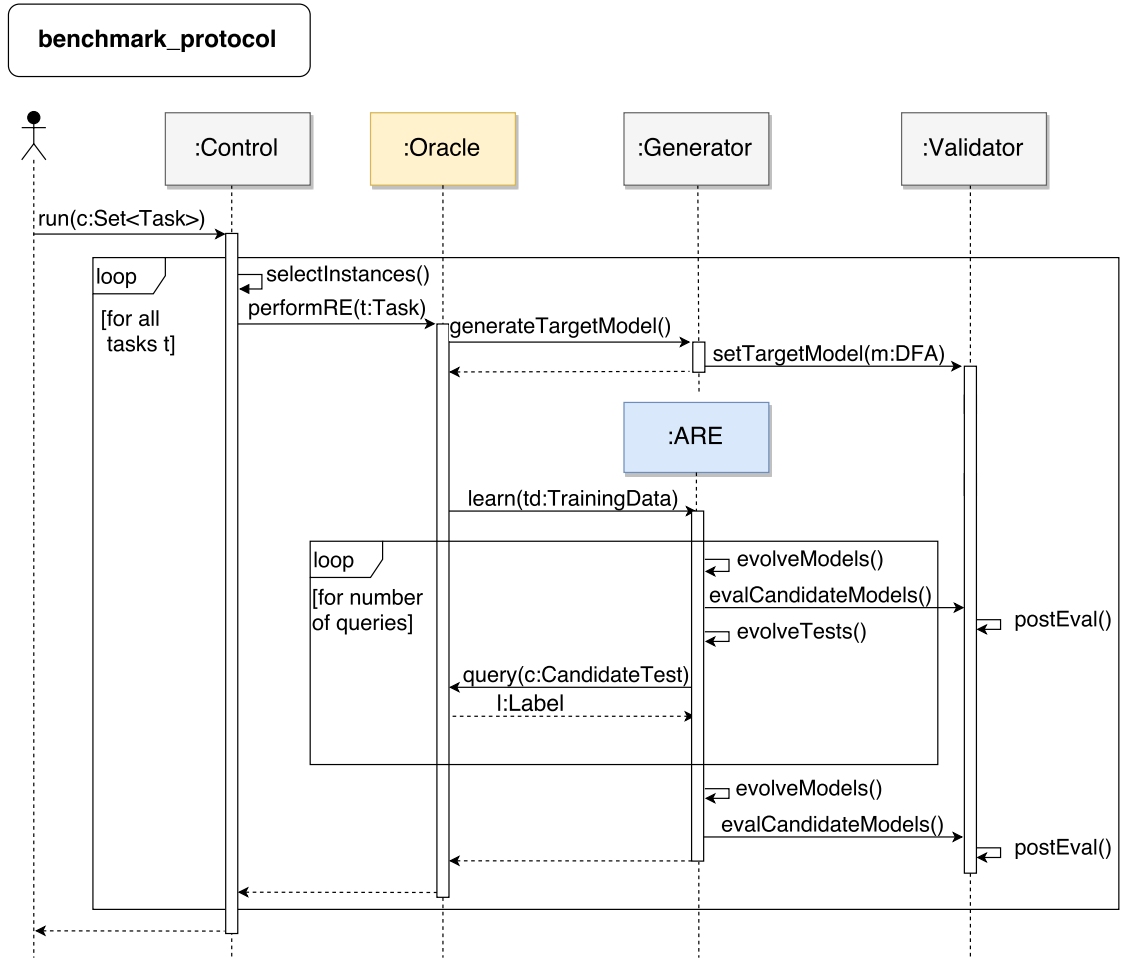 benchmark_protocol
:Control
:Oracle
:Generator
:Validator
run(c:Set<Task>)
loop
selectInstances()
[for all
tasks t]
performRE(t:Task)
generateTargetModel()
setTargetModel(m:DFA)
:ARE
learn(td:TrainingData)
loop
evolveModels()
[for number
of queries]
evalCandidateModels()
postEval()
evolveTests()
query(c:CandidateTest)
l:Label
evolveModels()
evalCandidateModels()
postEval()